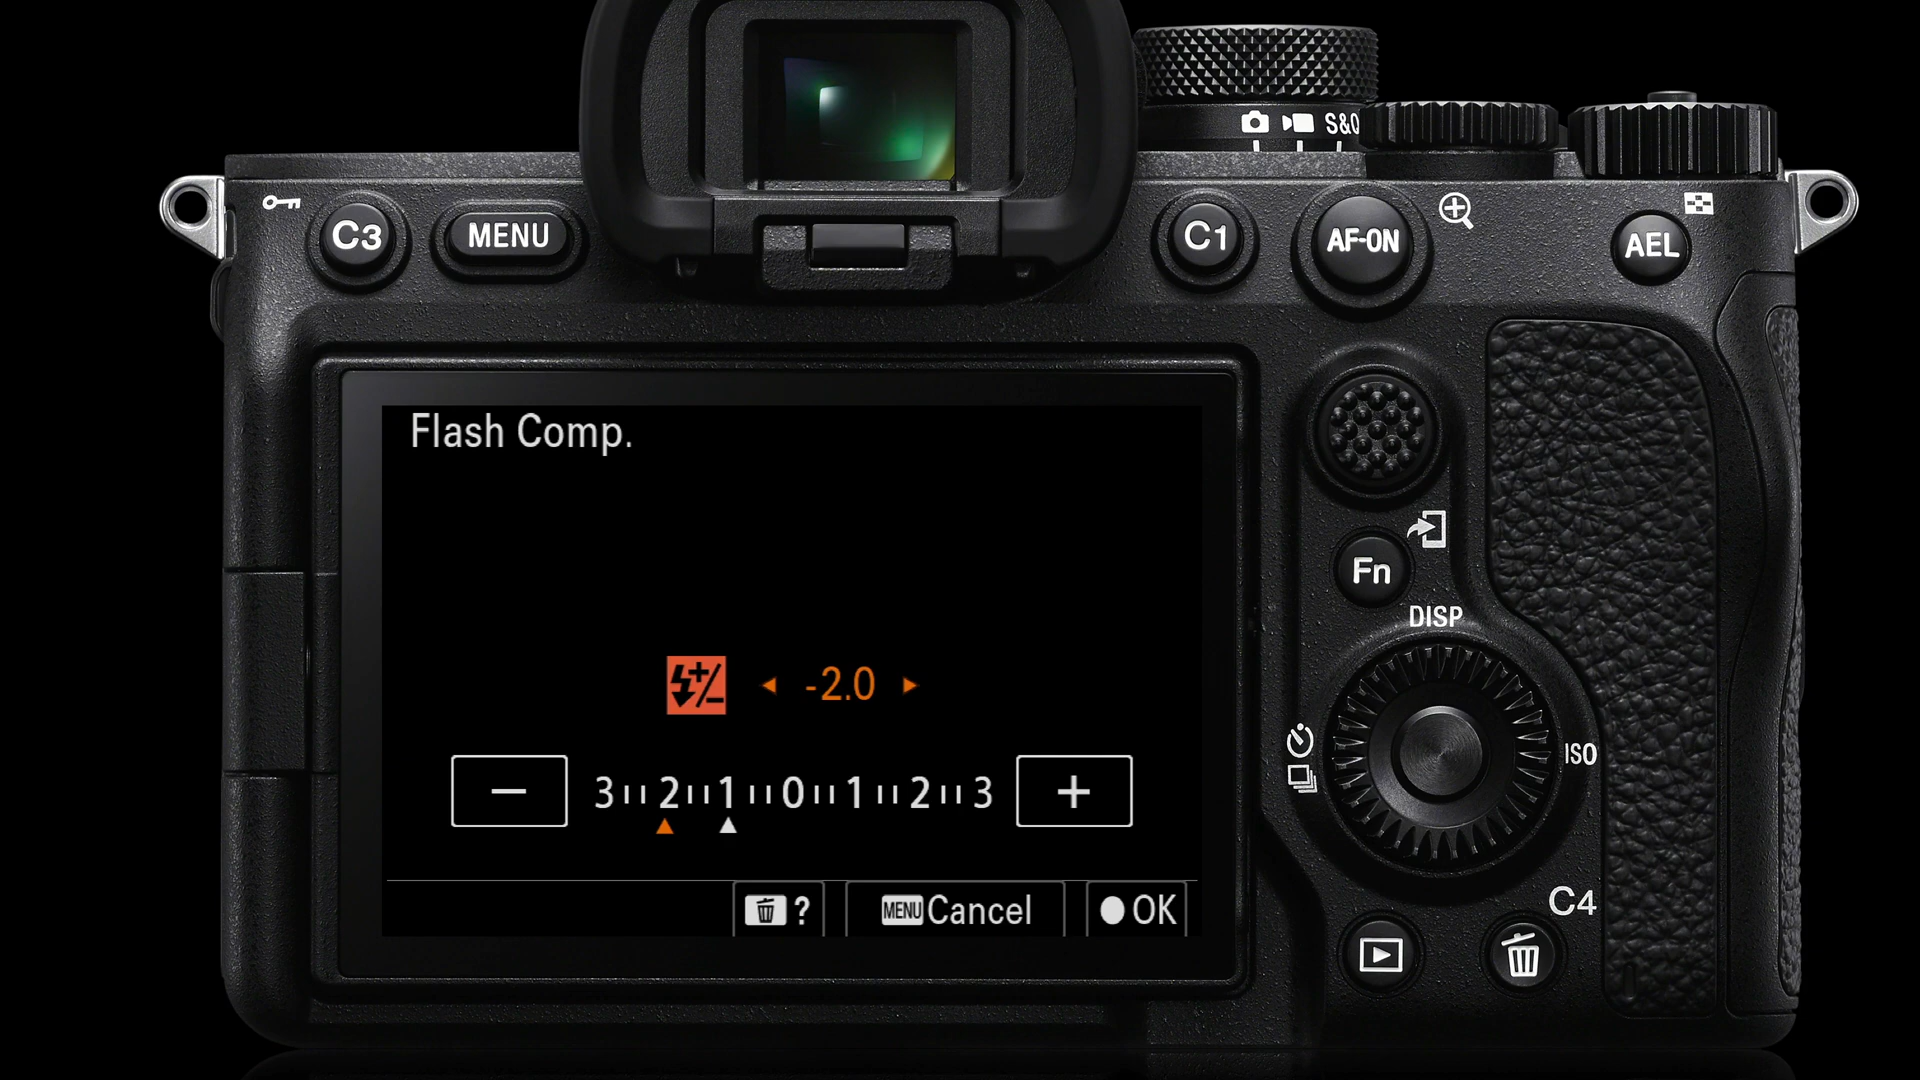 S&Q
C3
MENU
C1
AF-ON
AEL
Flash Comp.
Fn
DISP
-2.0
ISO
− 3 2 1 0 1 2 3 +
C4
? MENU Cancel OK